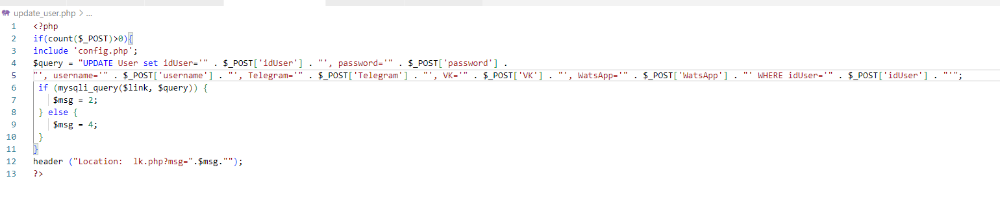 update_user.php > ...
1 <?php
2 if(count($_POST)>0){
3 include 'config.php';
4 $query = "UPDATE User set idUser='" . $_POST['idUser'] . "', password='" . $_POST['password'] .
5 "', username='" . $_POST['username'] . "', Telegram='" . $_POST['Telegram'] . "', VK='" . $_POST['VK'] . "', WatsApp='" . $_POST['WatsApp'] . "' WHERE idUser='" . $_POST['idUser'] . "'";
6 if (mysqli_query($link, $query)) {
7 $msg = 2;
8 } else {
9 $msg = 4;
10 }
11 }
12 header ("Location:  lk.php?msg=".$msg."");
13 ?>